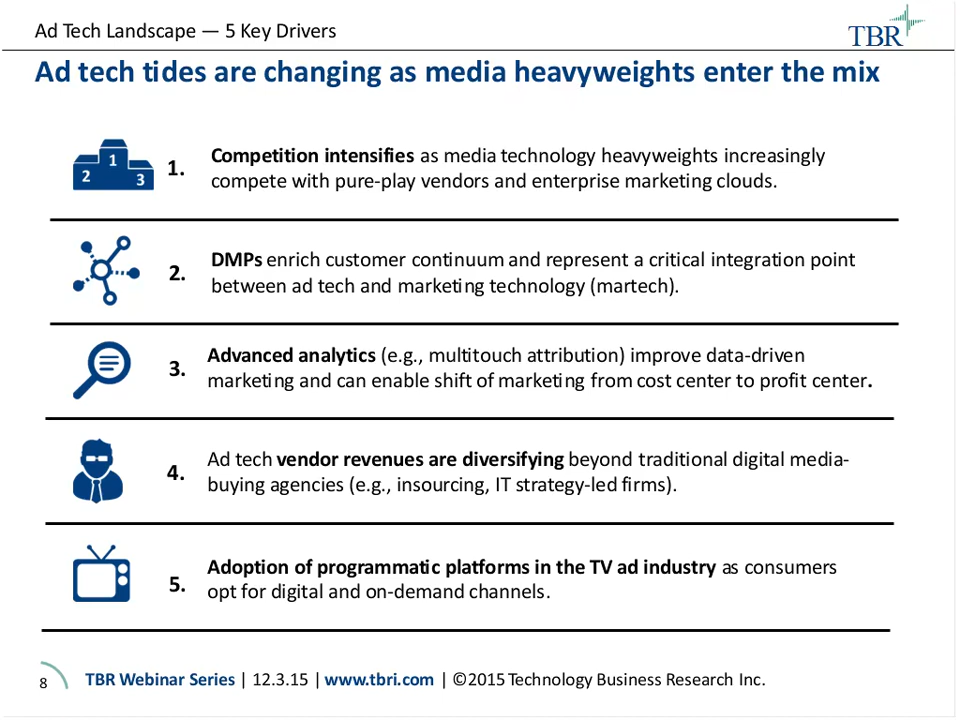 Ad Tech Landscape — 5 Key Drivers
TBR
Ad tech tides are changing as media heavyweights enter the mix
1
2
3
1.
Competition intensifies as media technology heavyweights increasingly
compete with pure-play vendors and enterprise marketing clouds.
2.
DMPs enrich customer continuum and represent a critical integration point
between ad tech and marketing technology (martech).
3.
Advanced analytics (e.g., multitouch attribution) improve data-driven
marketing and can enable shift of marketing from cost center to profit center.
4.
Ad tech vendor revenues are diversifying beyond traditional digital media-
buying agencies (e.g., insourcing, IT strategy-led firms).
5.
Adoption of programmatic platforms in the TV ad industry as consumers
opt for digital and on-demand channels.
8
TBR Webinar Series | 12.3.15 | www.tbri.com | ©2015 Technology Business Research Inc.